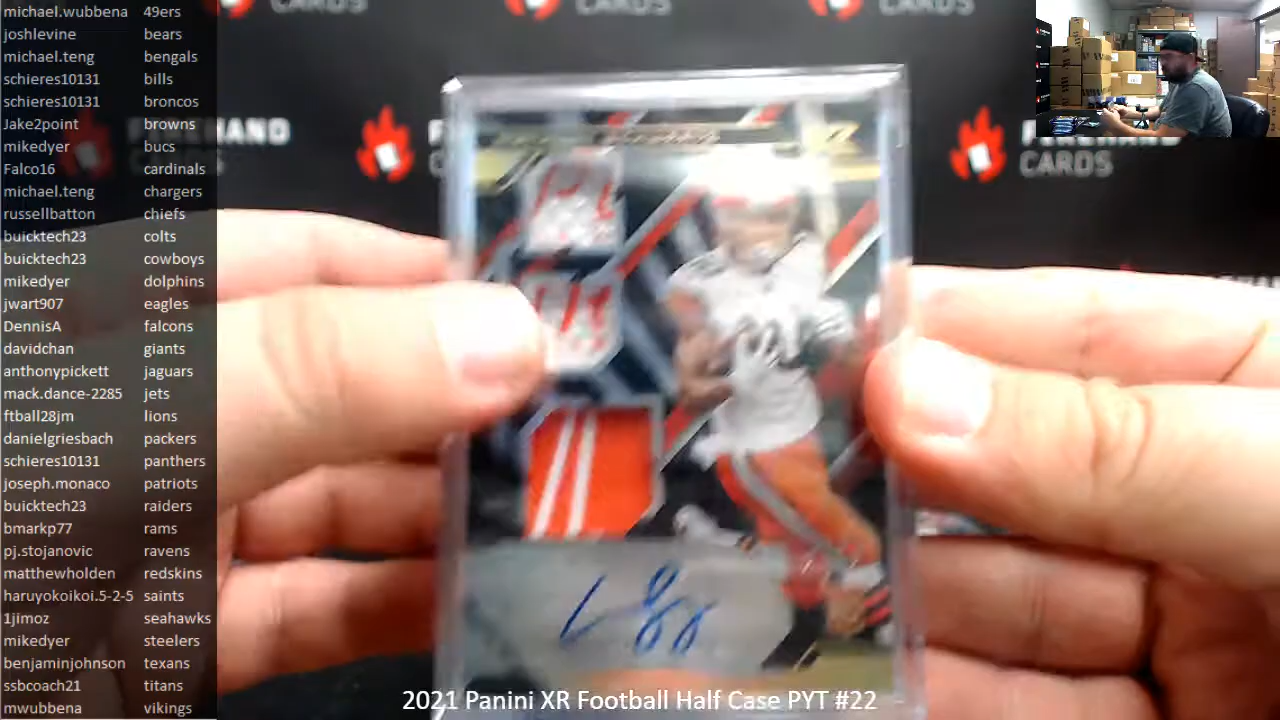 michael.wubbena 49ers
joshlevine bears
michael.teng bengals
schieres10131 bills
schieres10131 broncos
Jake2point browns
mikedyer bucs
Falco16 cardinals
michael.teng chargers
russellbatton chiefs
buicktech23 colts
buicktech23 cowboys
mikedyer dolphins
jwart907 eagles
DennisA falcons
davidchan giants
anthonypickett jaguars
mack.dance-2285 jets
ftball28jm lions
danielgriesbach packers
schieres10131 panthers
joseph.monaco patriots
buicktech23 raiders
bmarkp77 rams
pj.stojanovic ravens
matthewholden redskins
haruyokoikoi.5-2-5 saints
1jimoz seahawks
mikedyer steelers
benjaminjohnson texans
ssbcoach21 titans
mwubbena vikings
CARDS
CARDS
CARDS
FIREHAND
CARDS
2021 Panini XR Football Half Case PYT #22